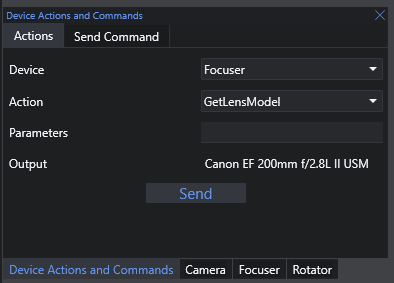 Device Actions and Commands
Actions Send Command
Device Focuser
Action GetLensModel
Parameters
Output Canon EF 200mm f/2.8L II USM
Send
Device Actions and Commands Camera Focuser Rotator